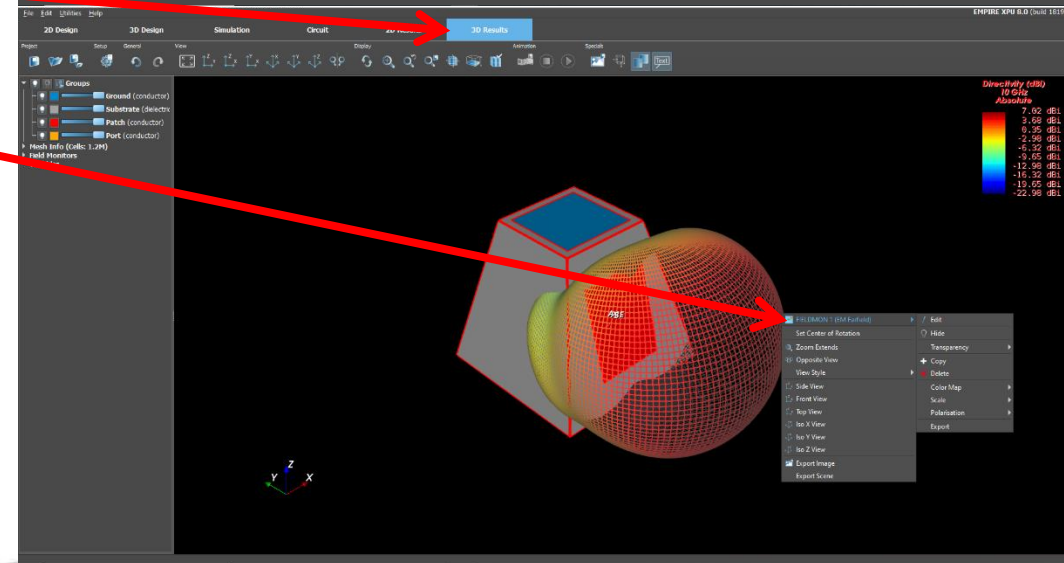 File Edit Utilities Help
EMPIRE XPU 8.0 (build 1819
2D Design 3D Design Simulation Circuit 2D 3D Results
Project Setup General View Display Animation Specials
Text
Groups
Ground (conductor)
Substrate (dielectric
Patch (conductor)
Port (conductor)
Mesh Info (Cells: 1.2M)
Field Monitors
Directivity (dBi)
10 GHz
Absolute
7.02 dBi
3.68 dBi
0.35 dBi
-2.98 dBi
-6.32 dBi
-9.65 dBi
-12.98 dBi
-16.32 dBi
-19.65 dBi
-22.98 dBi
ABS
FIELDMON 1 (EM Farfield)
Set Center of Rotation
Zoom Extends
Opposite View
View Style
Side View
Front View
Top View
Iso X View
Iso Y View
Iso Z View
Export Image
Export Scene
Edit
Hide
Transparency
Copy
Delete
Color Map
Scale
Polarisation
Export
Z
Y X